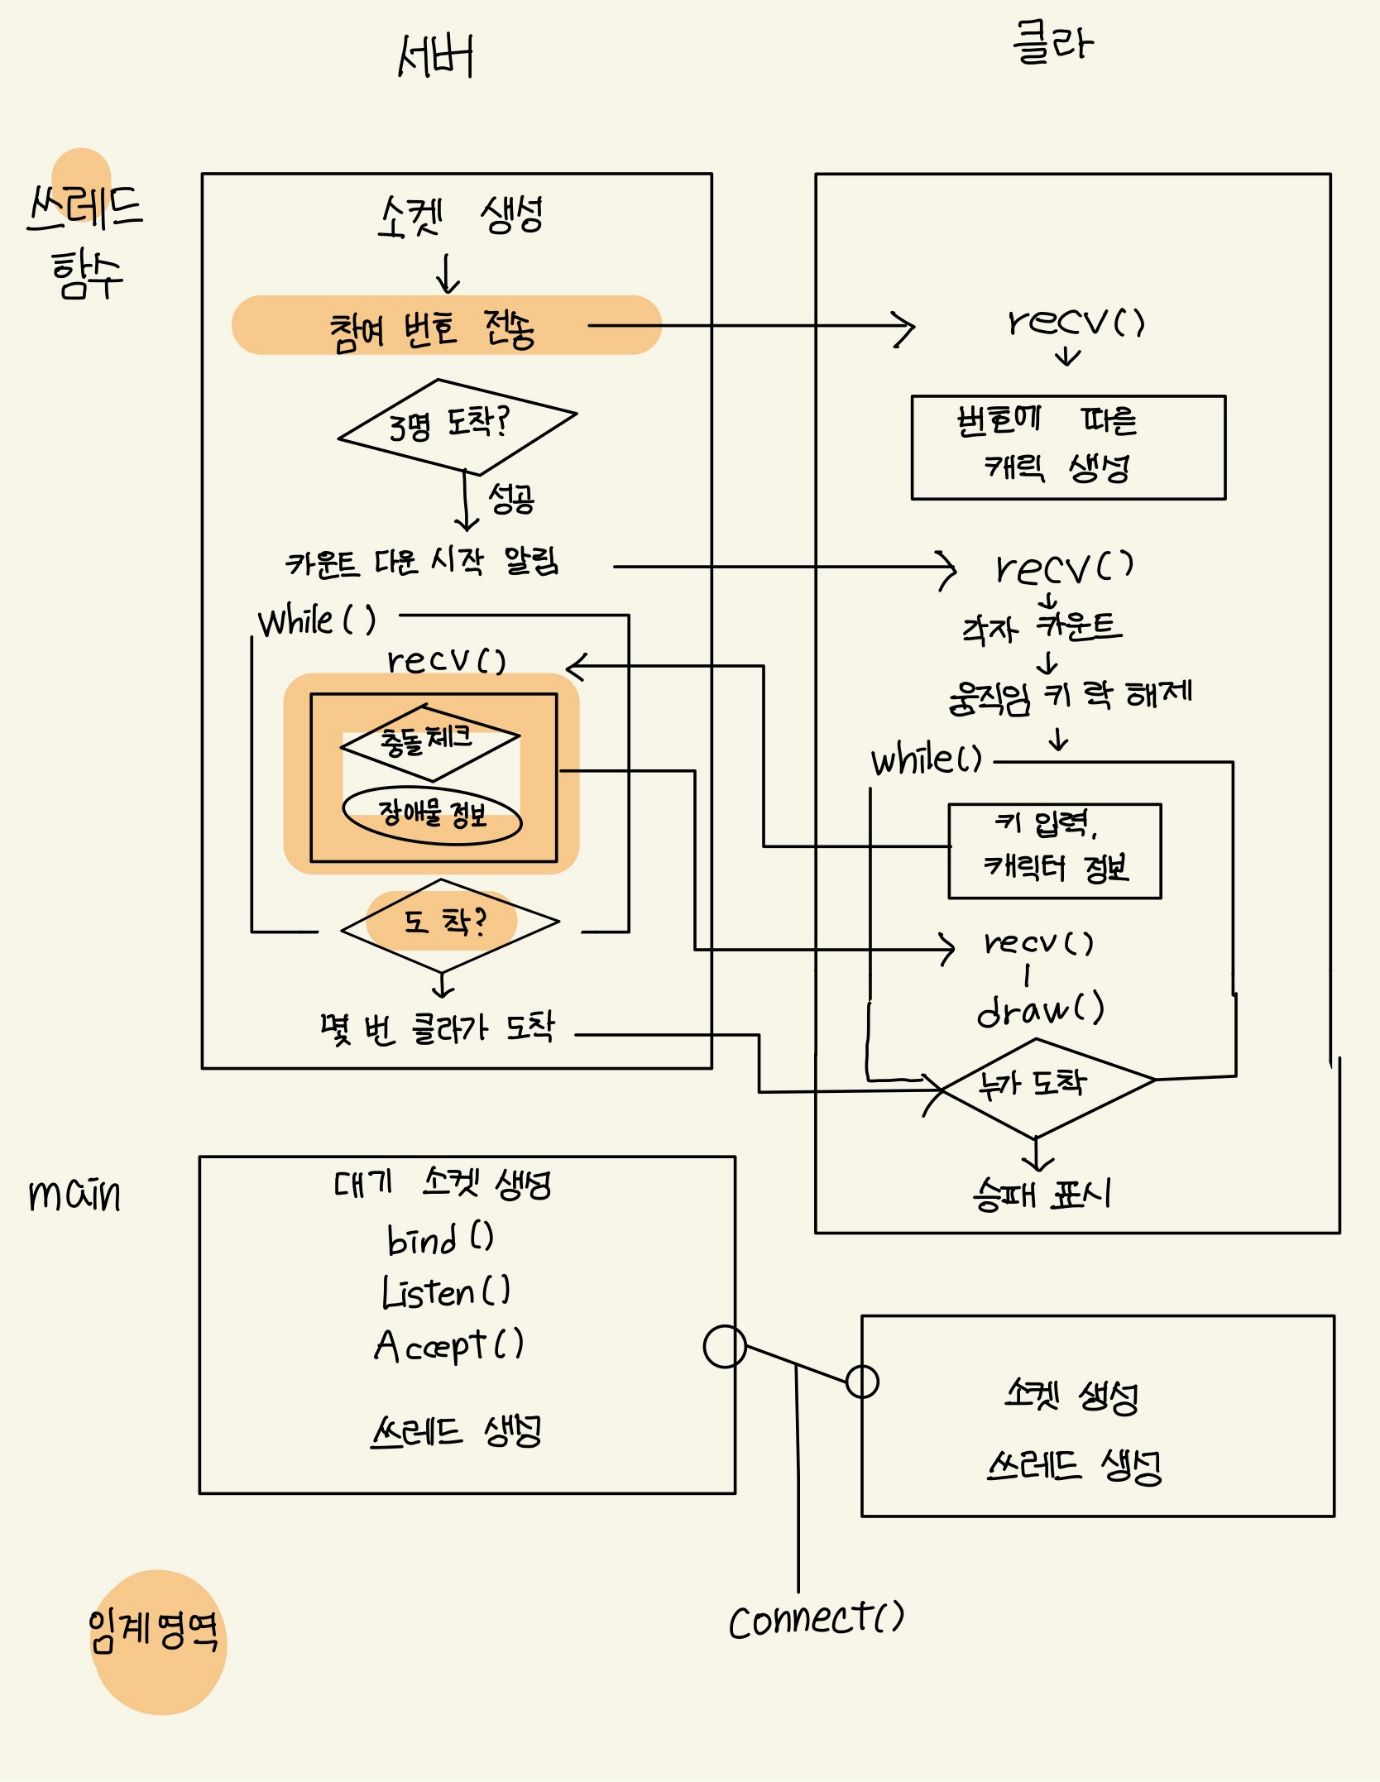 서버
클라
쓰레드
함수
소켓 생성
참여 번호 전송
3명 도착?
성공
카운트 다운 시작 알림
While()
recv()
충돌체크
장애물 정보
도착?
몇 번 클라가 도착
recv()
번호에 따른
캐릭 생성
recv()
각자 카운트
움직임 키 락 해제
while()
키 입력,
캐릭터 정보
recv()
draw()
누가 도착
승패 표시
main
대기 소켓 생성
bind()
Listen()
Accept()
쓰레드 생성
소켓 생성
쓰레드 생성
connect()
임계영역